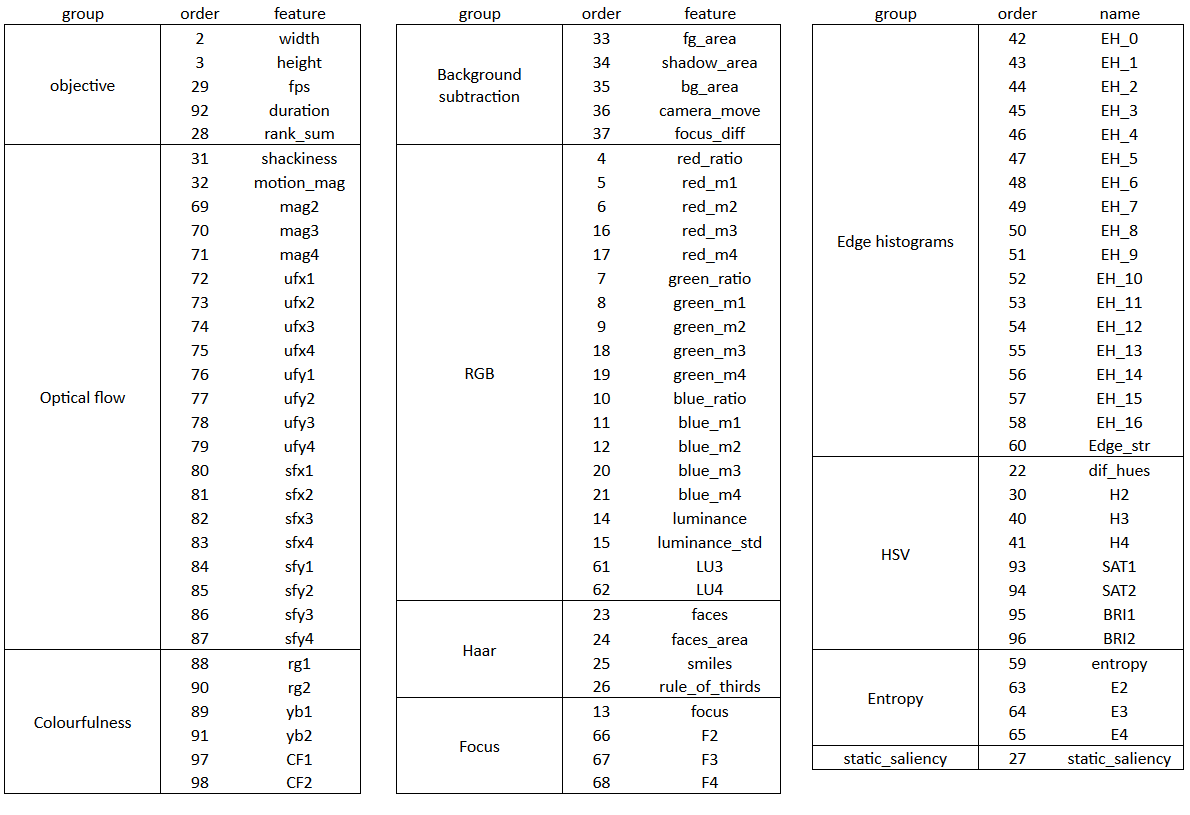 group order feature
objective
2 width
3 height
29 fps
92 duration
28 rank_sum
Optical flow
31 shackiness
32 motion_mag
69 mag2
70 mag3
71 mag4
72 ufx1
73 ufx2
74 ufx3
75 ufx4
76 ufy1
77 ufy2
78 ufy3
79 ufy4
80 sfx1
81 sfx2
82 sfx3
83 sfx4
84 sfy1
85 sfy2
86 sfy3
87 sfy4
Colourfulness
88 rg1
90 rg2
89 yb1
91 yb2
97 CF1
98 CF2
group order feature
Background
subtraction
33 fg_area
34 shadow_area
35 bg_area
36 camera_move
37 focus_diff
RGB
4 red_ratio
5 red_m1
6 red_m2
16 red_m3
17 red_m4
7 green_ratio
8 green_m1
9 green_m2
18 green_m3
19 green_m4
10 blue_ratio
11 blue_m1
12 blue_m2
20 blue_m3
21 blue_m4
14 luminance
15 luminance_std
61 LU3
62 LU4
Haar
23 faces
24 faces_area
25 smiles
26 rule_of_thirds
Focus
13 focus
66 F2
67 F3
68 F4
group order name
Edge histograms
42 EH_0
43 EH_1
44 EH_2
45 EH_3
46 EH_4
47 EH_5
48 EH_6
49 EH_7
50 EH_8
51 EH_9
52 EH_10
53 EH_11
54 EH_12
55 EH_13
56 EH_14
57 EH_15
58 EH_16
60 Edge_str
HSV
22 dif_hues
30 H2
40 H3
41 H4
93 SAT1
94 SAT2
95 BRI1
96 BRI2
Entropy
59 entropy
63 E2
64 E3
65 E4
static_saliency 27 static_saliency